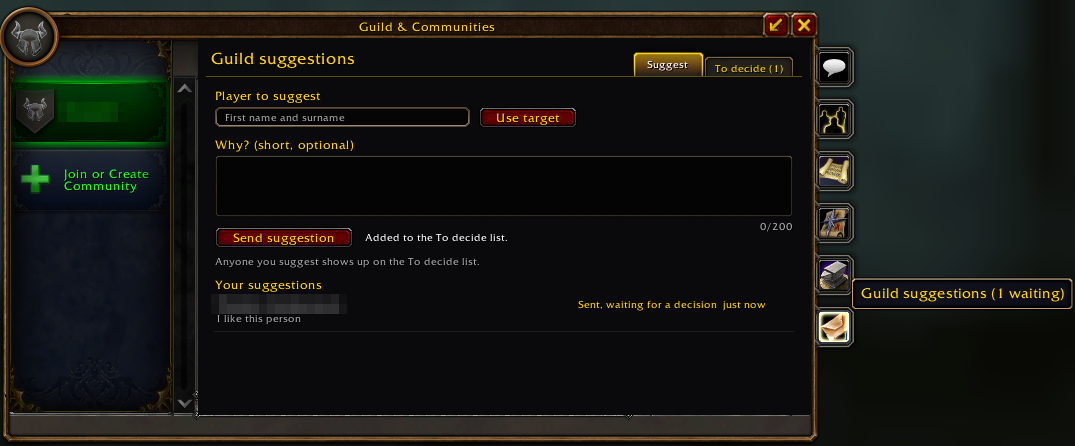 Guild & Communities
Guild suggestions
Suggest
To decide (1)
Player to suggest
First name and surname
Use target
Why? (short, optional)
Join or Create
Community
0/200
Send suggestion
Added to the To decide list.
Anyone you suggest shows up on the To decide list.
Your suggestions
Sent, waiting for a decision just now
I like this person
Guild suggestions (1 waiting)